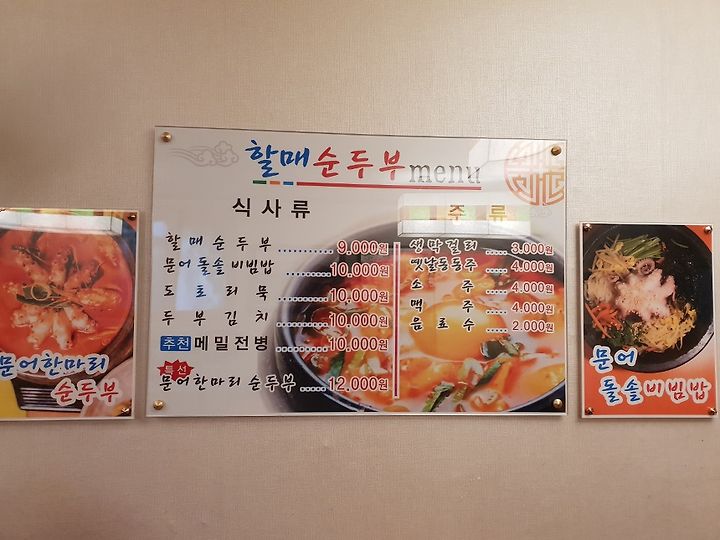 할매순두부 menu
식사류
할매순두부 ............ 9,000원
문어돌솥비빔밥 ......... 10,000원
도토리묵 ............ 10,000원
두부김치 ............ 10,000원
추천 메밀전병 ............ 10,000원
특선
문어한마리 순두부 ..... 12,000원
주류
생막걸리 .... 3,000원
옛날동동주 .... 4,000원
소주 .... 4,000원
맥주 .... 4,000원
음료수 .... 2,000원
문어한마리
순두부
문어
돌솥비빔밥